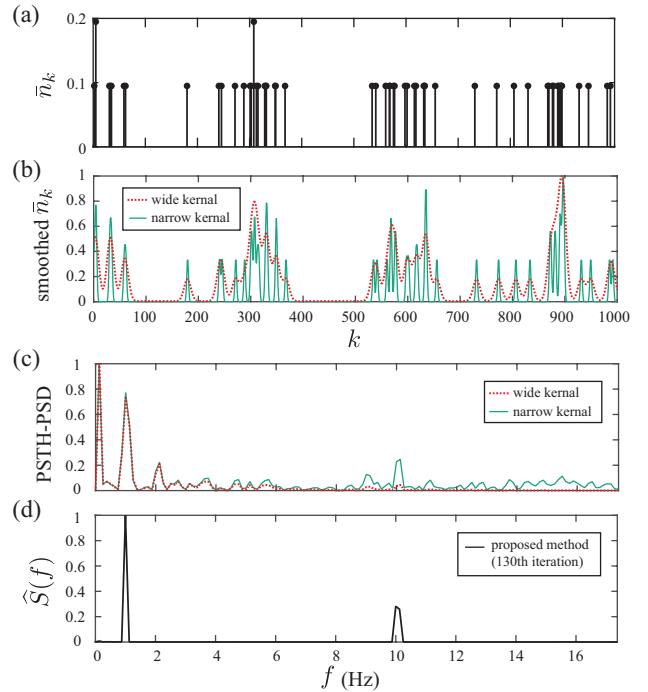 (a)
0.2
0.1
0
n̄ₖ
(b)
1
0.8
0.6
0.4
0.2
0
smoothed n̄ₖ
wide kernal
narrow kernal
0 100 200 300 400 500 600 700 800 900 1000
k
(c)
1
0.8
0.6
0.4
0.2
0
PSTH-PSD
wide kernal
narrow kernal
(d)
1
0.8
0.6
0.4
0.2
0
Ŝ(f)
proposed method
(130th iteration)
0 2 4 6 8 10 12 14 16
f (Hz)